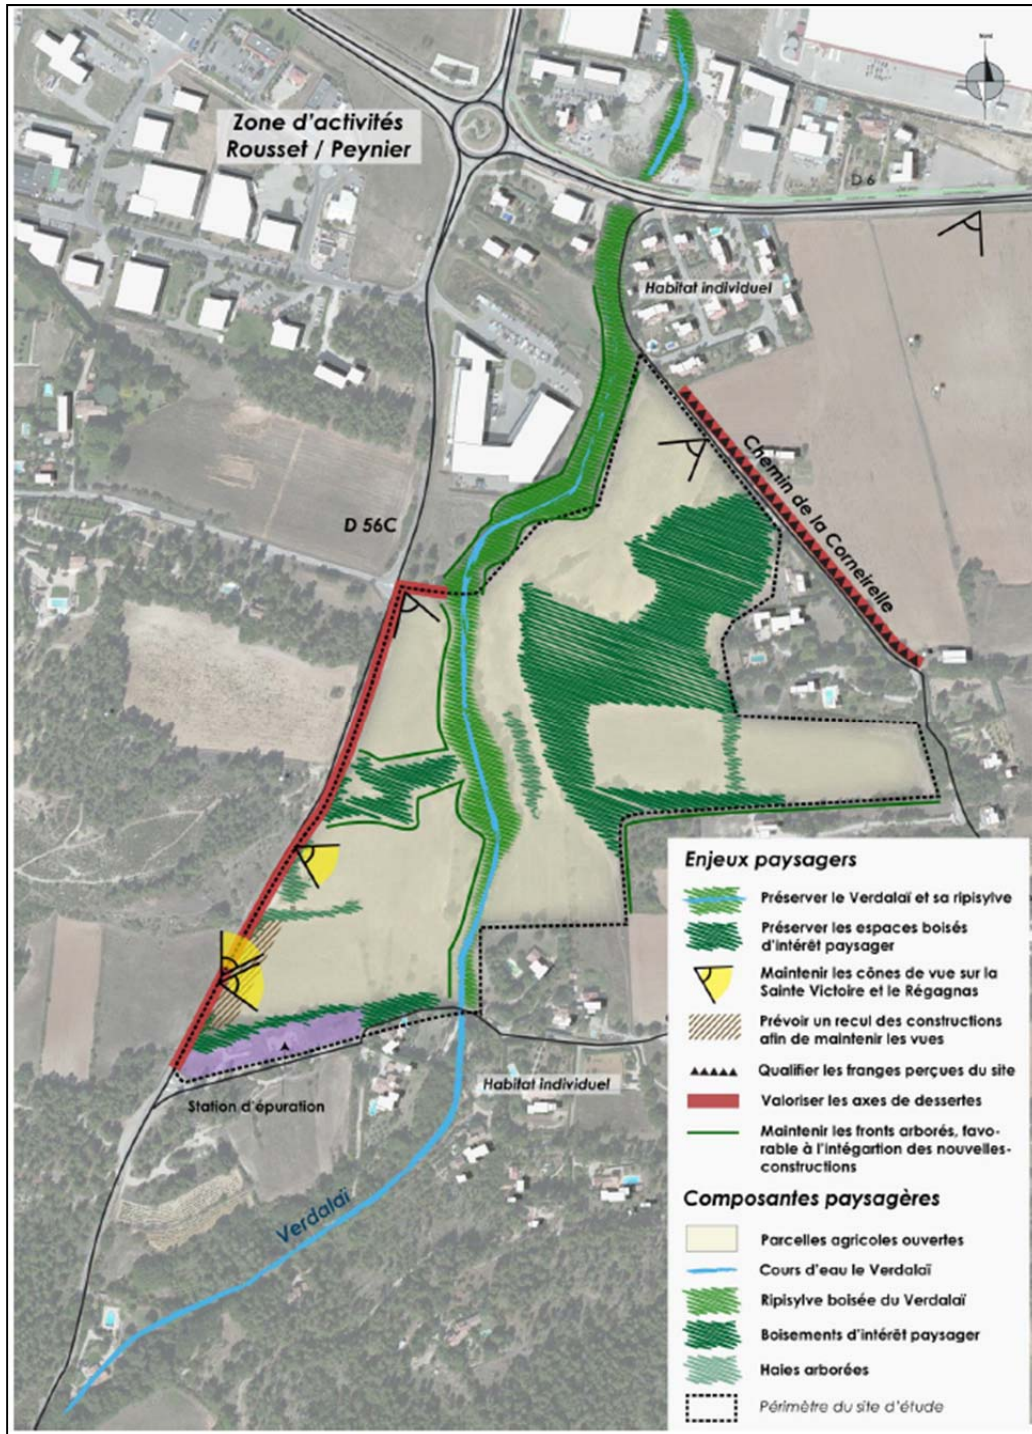 Nord
Zone d'activités
Rousset / Peynier
D 6
Habitat individuel
Chemin de la Corneirelle
D 56C
Habitat individuel
Station d'épuration
Verdalaï
Enjeux paysagers
Préserver le Verdalaï et sa ripisylve
Préserver les espaces boisés
d'intérêt paysager
Maintenir les cônes de vue sur la
Sainte Victoire et le Régagnas
Prévoir un recul des constructions
afin de maintenir les vues
Qualifier les franges perçues du site
Valoriser les axes de dessertes
Maintenir les fronts arborés, favo-
rable à l'intégartion des nouvelles-
constructions
Composantes paysagères
Parcelles agricoles ouvertes
Cours d'eau le Verdalaï
Ripisylve boisée du Verdalaï
Boisements d'intérêt paysager
Haies arborées
Périmètre du site d'étude